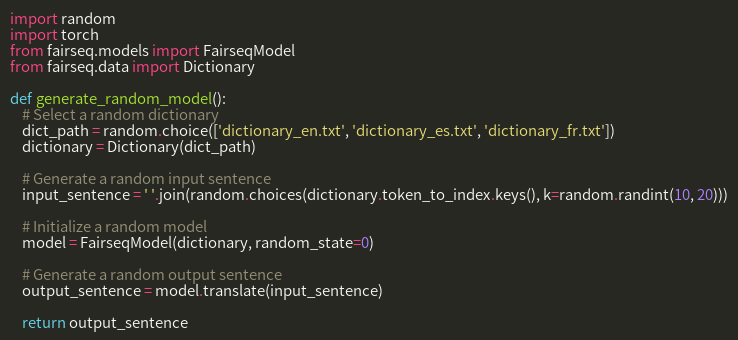 import random
import torch
from fairseq.models import FairseqModel
from fairseq.data import Dictionary
def generate_random_model():
# Select a random dictionary
dict_path = random.choice(['dictionary_en.txt', 'dictionary_es.txt', 'dictionary_fr.txt'])
dictionary = Dictionary(dict_path)
# Generate a random input sentence
input_sentence = ' '.join(random.choices(dictionary.token_to_index.keys(), k=random.randint(10, 20)))
# Initialize a random model
model = FairseqModel(dictionary, random_state=0)
# Generate a random output sentence
output_sentence = model.translate(input_sentence)
return output_sentence